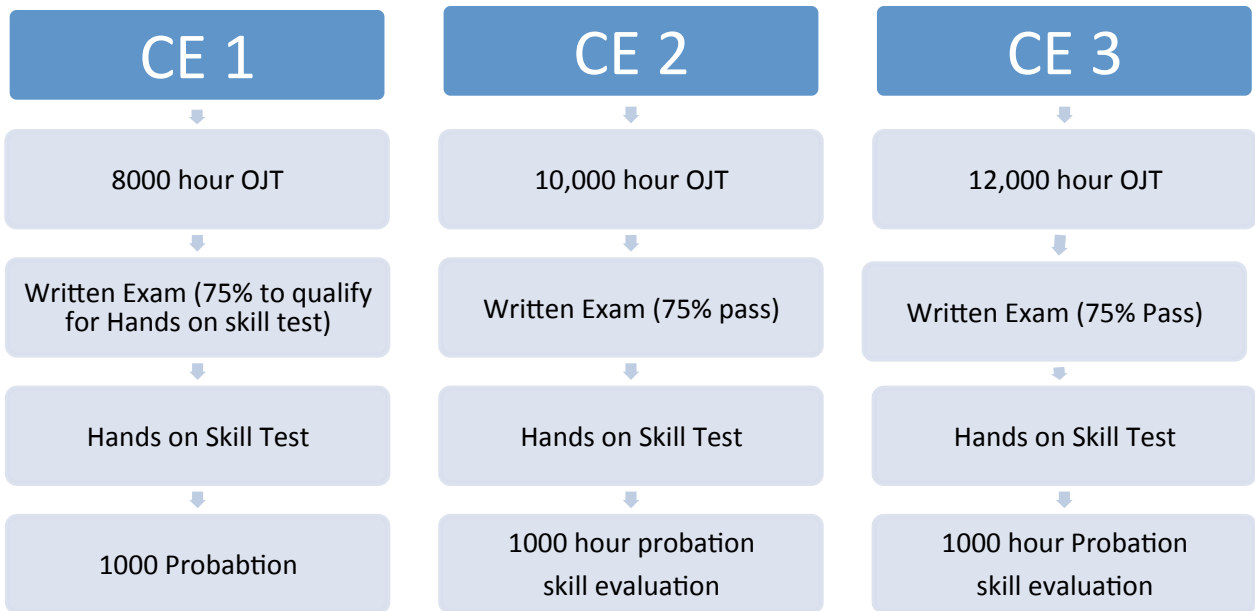 CE 1
8000 hour OJT
Written Exam (75% to qualify
for Hands on skill test)
Hands on Skill Test
1000 Probabtion
CE 2
10,000 hour OJT
Written Exam (75% pass)
Hands on Skill Test
1000 hour probation
skill evaluation
CE 3
12,000 hour OJT
Written Exam (75% Pass)
Hands on Skill Test
1000 hour Probation
skill evaluation